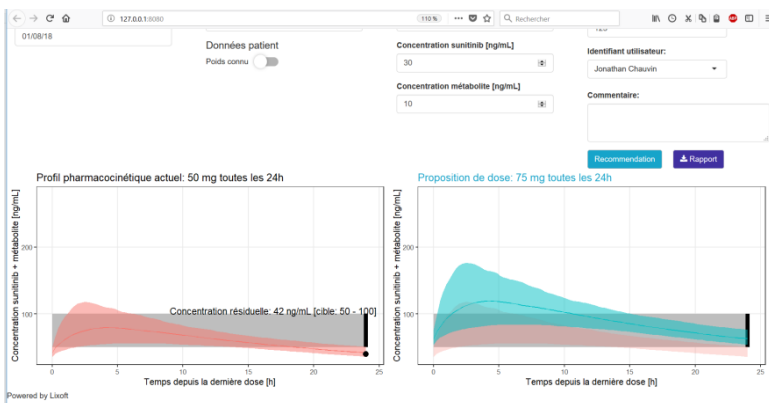 127.0.0.1:8080
110 %
Rechercher
01/08/18
Données patient
Poids connu
Concentration sunitinib [ng/mL]
30
Concentration métabolite [ng/mL]
10
Identifiant utilisateur:
Jonathan Chauvin
Commentaire:
Recommendation
Rapport
Profil pharmacocinétique actuel: 50 mg toutes les 24h
Concentration sunitinib + métabolite [ng/mL]
200
100
Concentration résiduelle: 42 ng/mL [cible: 50 - 100]
0 5 10 15 20 25
Temps depuis la dernière dose [h]
Proposition de dose: 75 mg toutes les 24h
Concentration sunitinib + métabolite [ng/mL]
200
100
0 5 10 15 20 25
Temps depuis la dernière dose [h]
Powered by Lixoft